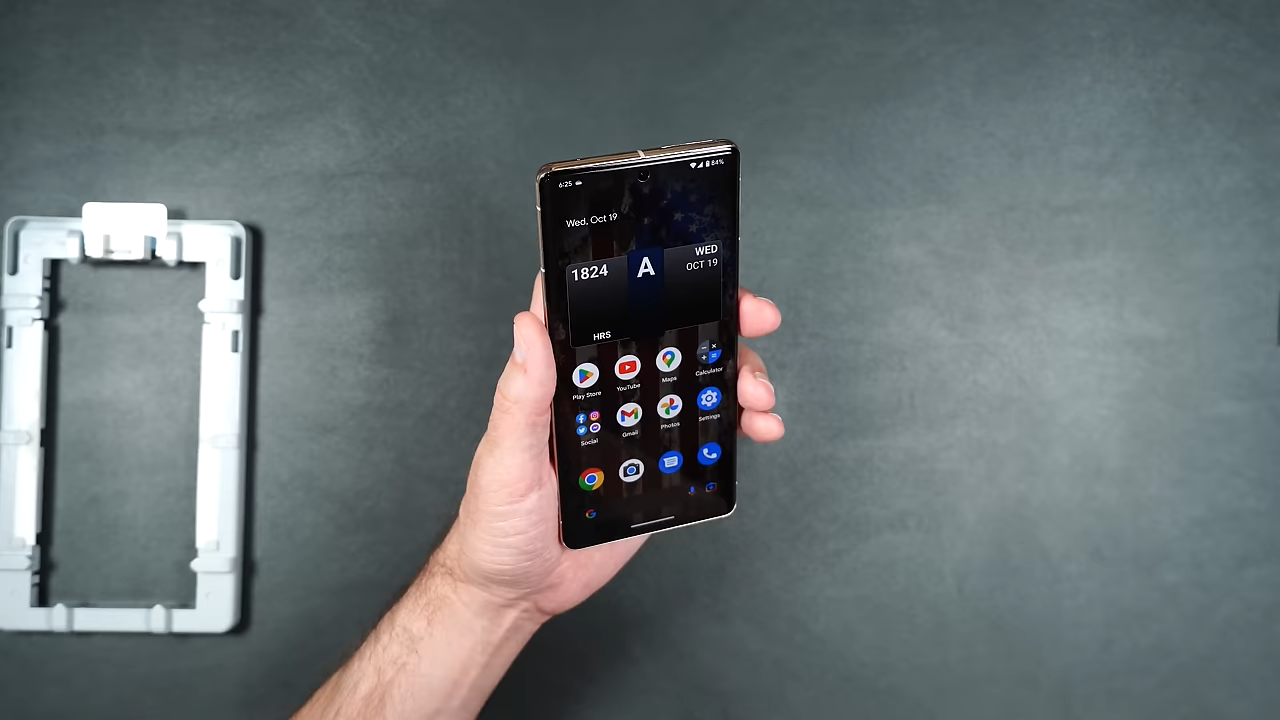 6:25
84%
Wed, Oct 19
1824
A
WED
OCT 19
HRS
Play Store
YouTube
Maps
Calculator
Social
Gmail
Photos
Settings